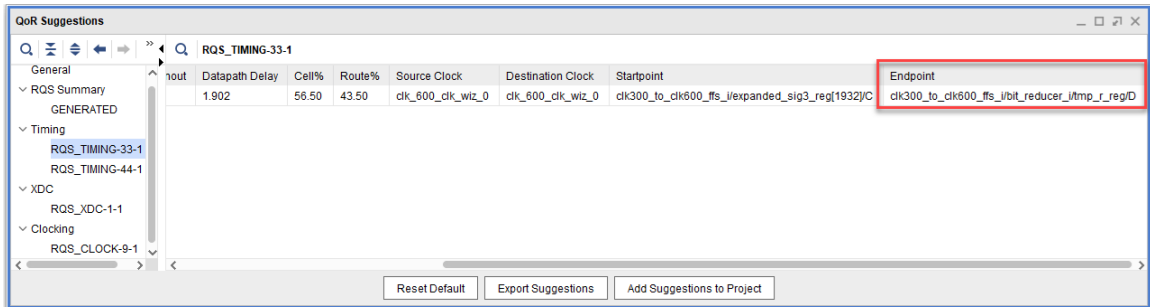 QoR Suggestions
RQS_TIMING-33-1
General
RQS Summary
GENERATED
Timing
RQS_TIMING-33-1
RQS_TIMING-44-1
XDC
RQS_XDC-1-1
Clocking
RQS_CLOCK-9-1
nout Datapath Delay Cell% Route% Source Clock Destination Clock Startpoint Endpoint
1.902 56.50 43.50 clk_600_clk_wiz_0 clk_600_clk_wiz_0 clk300_to_clk600_ffs_i/expanded_sig3_reg[1932]/C clk300_to_clk600_ffs_i/bit_reducer_i/tmp_r_reg/D
Reset Default Export Suggestions Add Suggestions to Project